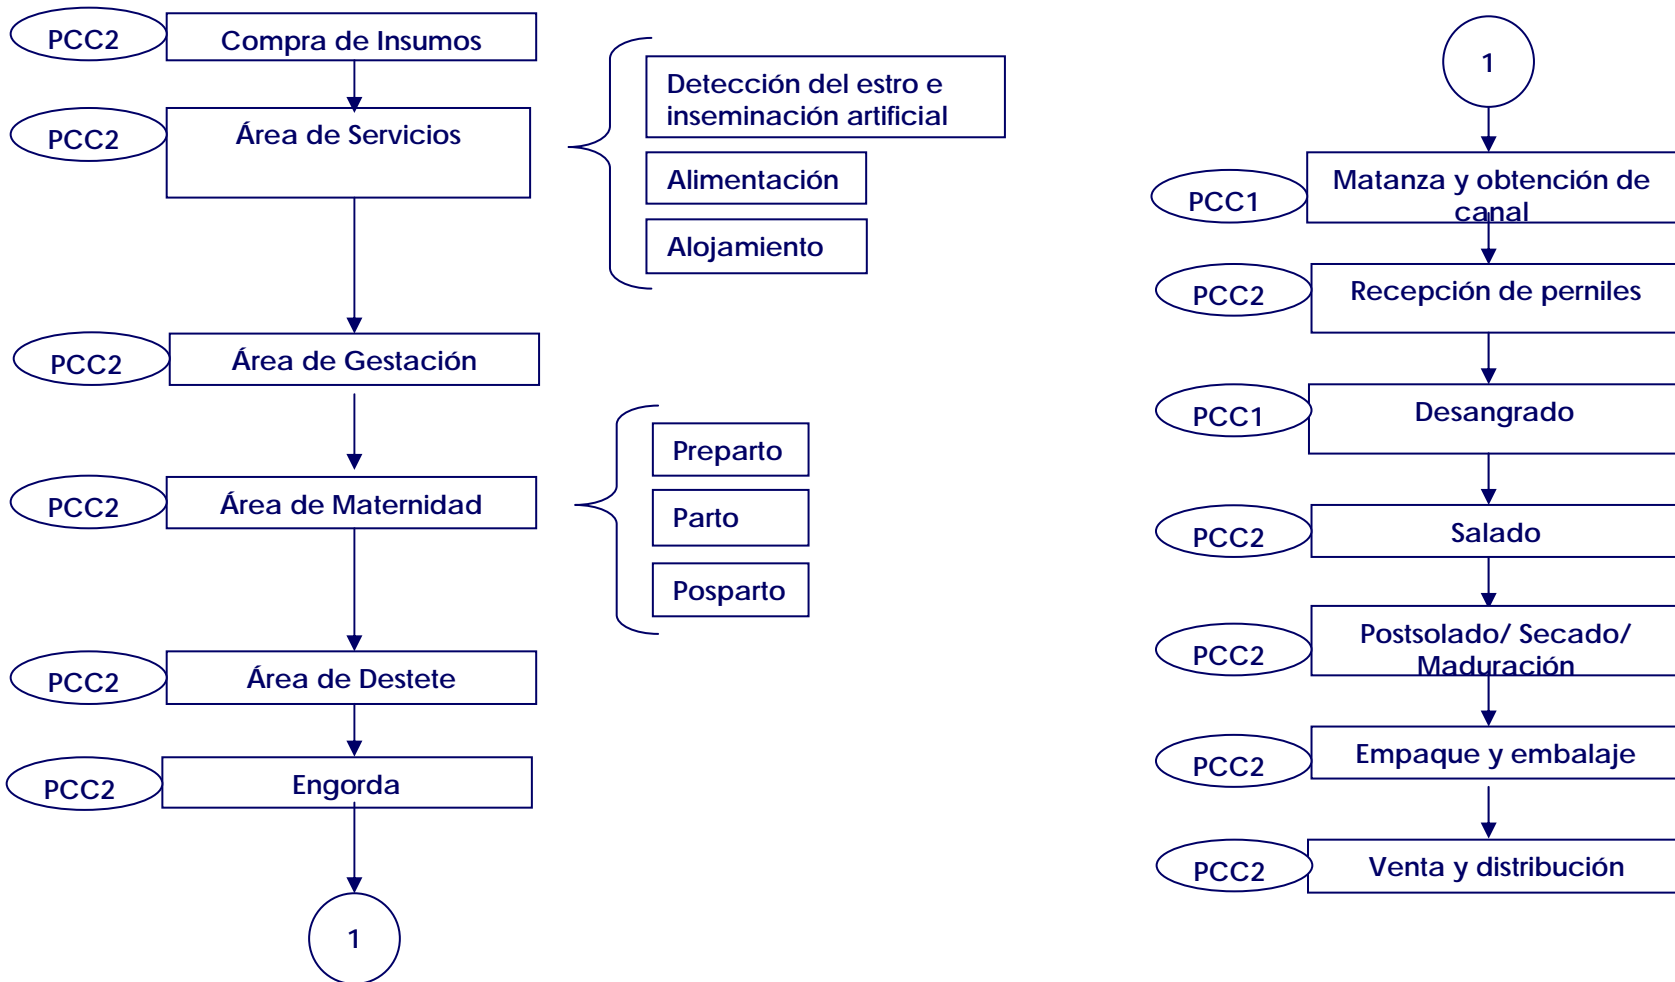 PCC2
Compra de Insumos
PCC2
Área de Servicios
Detección del estro e
inseminación artificial
Alimentación
Alojamiento
PCC2
Área de Gestación
PCC2
Área de Maternidad
Preparto
Parto
Posparto
PCC2
Área de Destete
PCC2
Engorda
1
1
PCC1
Matanza y obtención de
canal
PCC2
Recepción de perniles
PCC1
Desangrado
PCC2
Salado
PCC2
Postsolado/ Secado/
Maduración
PCC2
Empaque y embalaje
PCC2
Venta y distribución